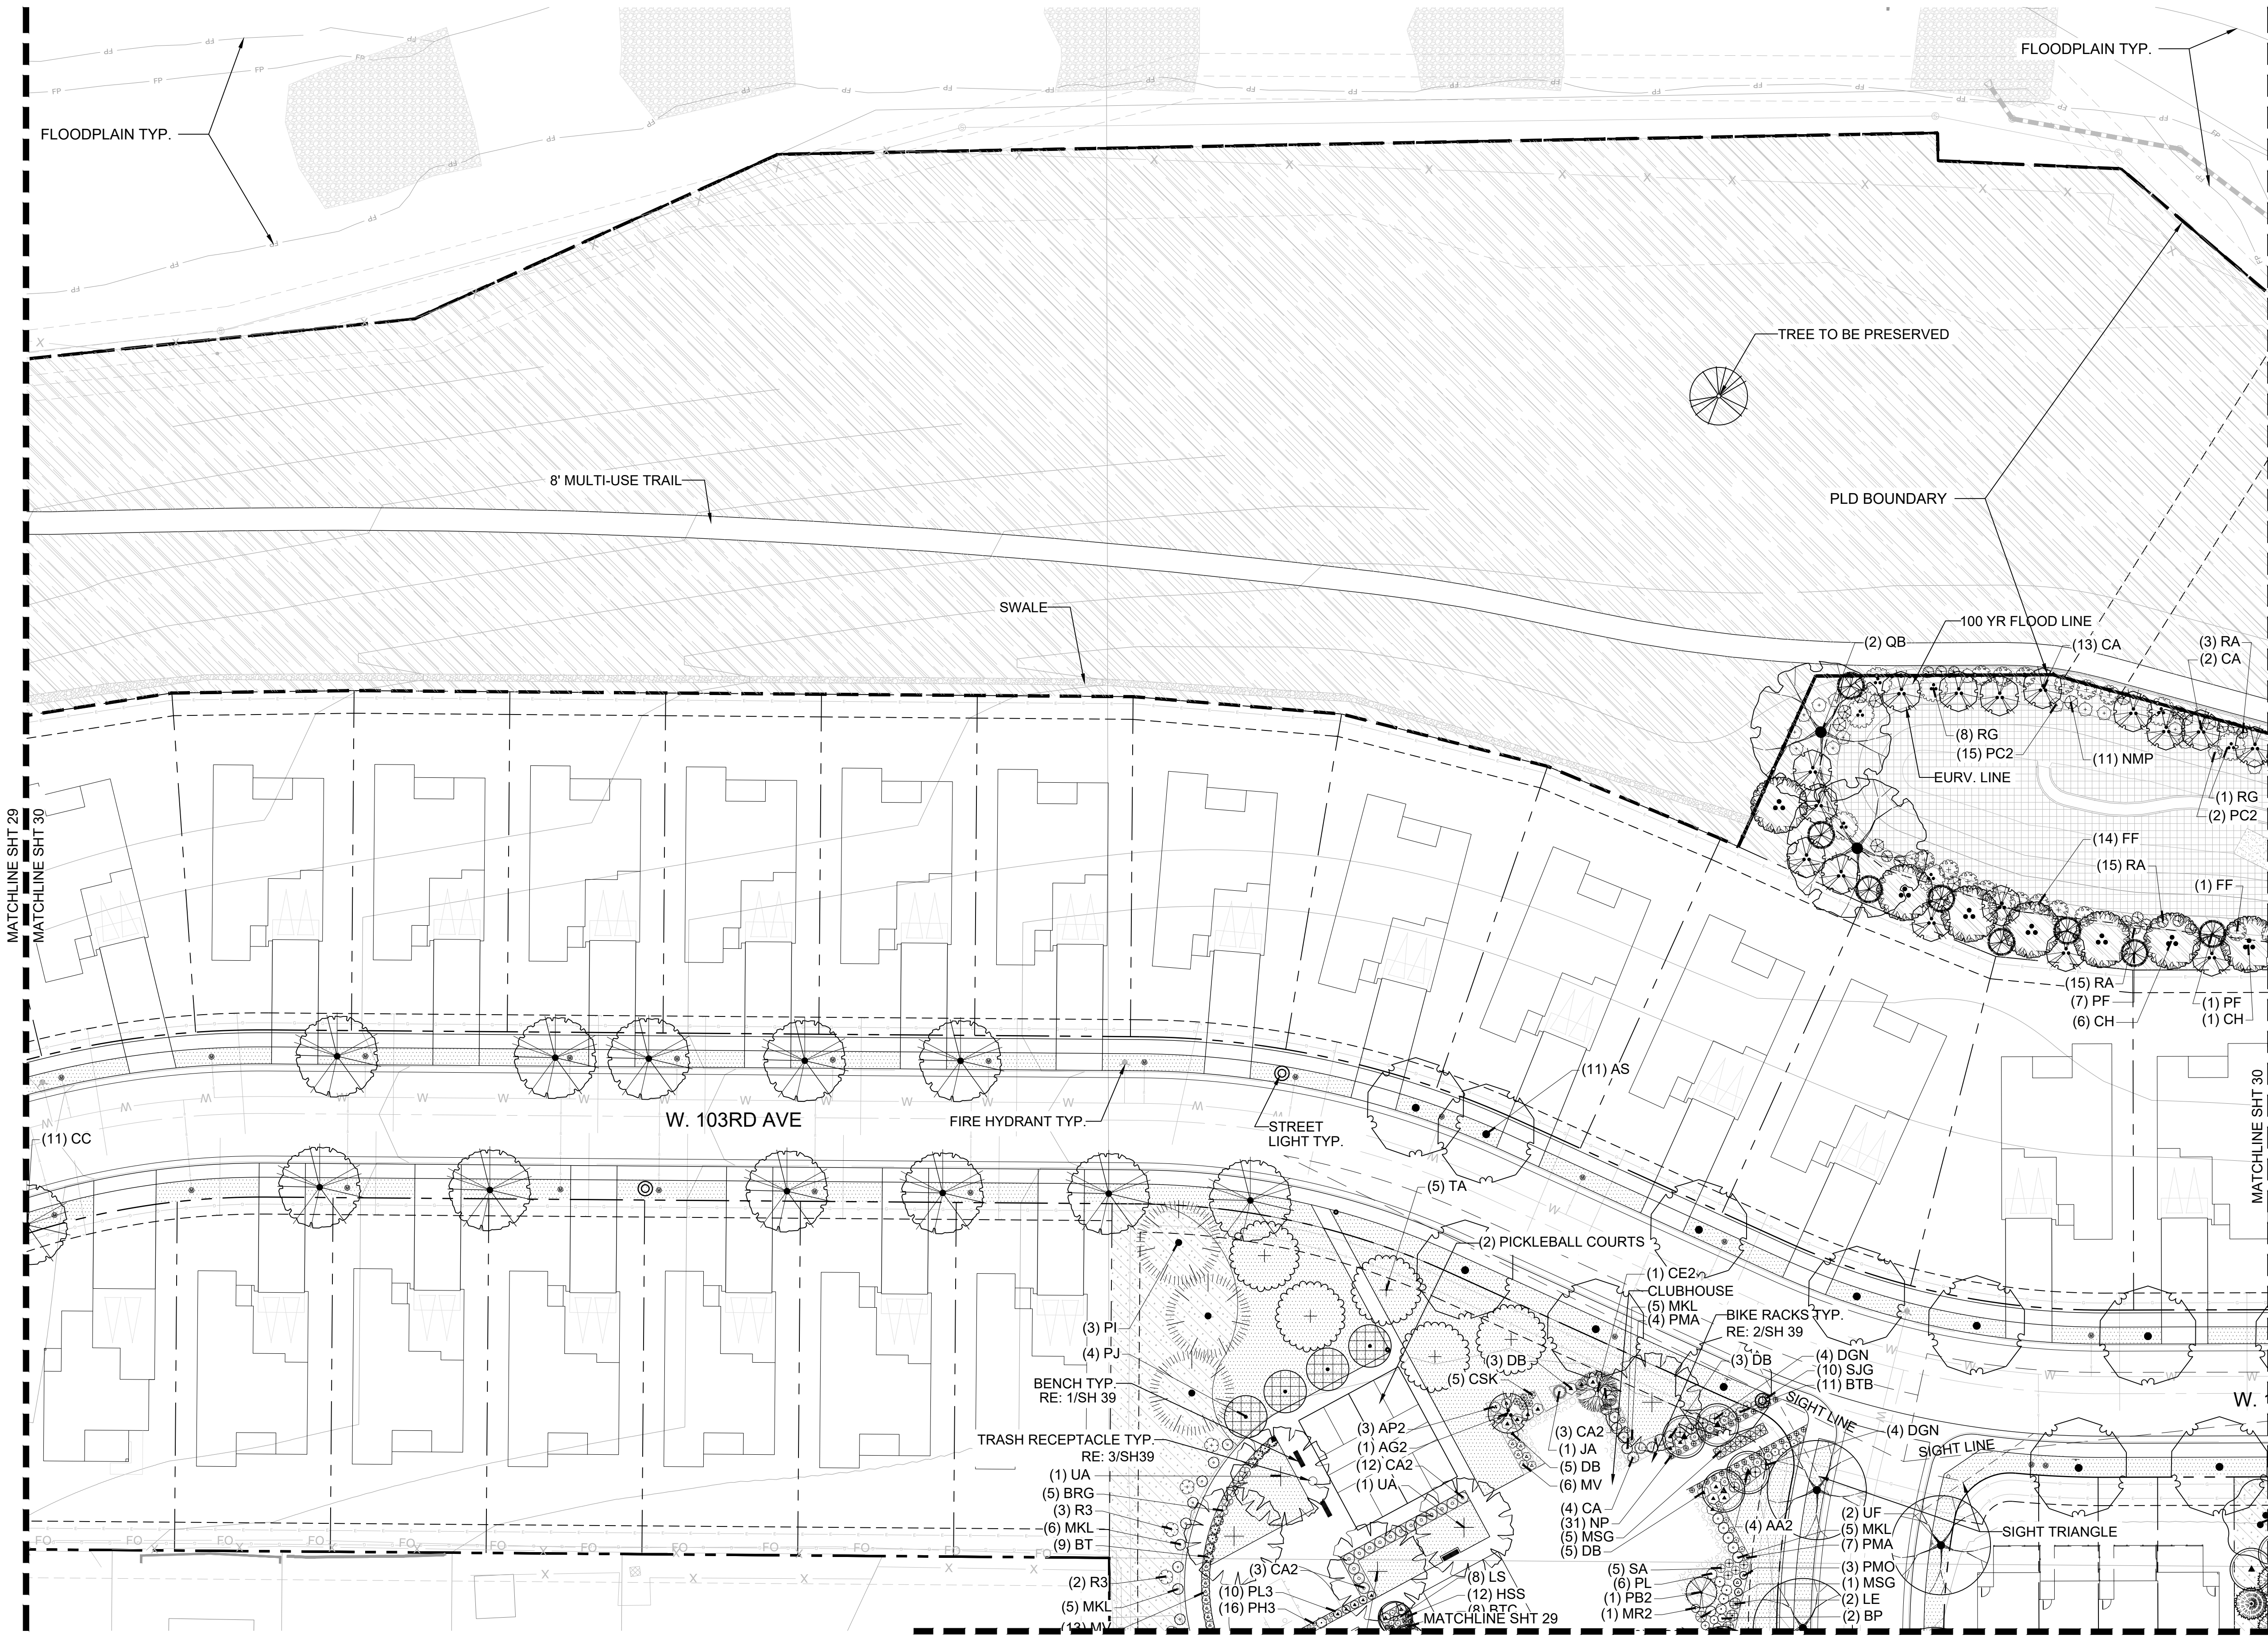 FLOODPLAIN TYP.
FLOODPLAIN TYP.
TREE TO BE PRESERVED
8' MULTI-USE TRAIL
PLD BOUNDARY
SWALE
100 YR FLOOD LINE
(2) QB
(13) CA
(3) RA
(2) CA
(8) RG
(15) PC2
(11) NMP
EURV. LINE
(1) RG
(2) PC2
(14) FF
(15) RA
(1) FF
(15) RA
(7) PF
(6) CH
(1) PF
(1) CH
MATCHLINE SHT 29
MATCHLINE SHT 30
MATCHLINE SHT 30
(11) AS
W. 103RD AVE
FIRE HYDRANT TYP.
STREET
LIGHT TYP.
(11) CC
(5) TA
(2) PICKLEBALL COURTS
(1) CE2
CLUBHOUSE
(5) MKL
(4) PMA
BIKE RACKS TYP.
RE: 2/SH 39
(3) PI
(4) PJ
BENCH TYP.
RE: 1/SH 39
TRASH RECEPTACLE TYP.
RE: 3/SH39
(3) DB
(5) CSK
(3) DB
(4) DGN
(10) SJG
(11) BTB
SIGHT LINE
(4) DGN
SIGHT LINE
W.
(3) AP2
(1) AG2
(12) CA2
(1) UA
(3) CA2
(1) JA
(5) DB
(6) MV
(4) CA
(31) NP
(5) MSG
(5) DB
(1) UA
(5) BRG
(3) R3
(6) MKL
(9) BT
(2) R3
(5) MKL
(13) MV
(3) CA2
(10) PL3
(16) PH3
(8) LS
(12) HSS
(8) BTC
MATCHLINE SHT 29
(4) AA2
(5) SA
(6) PL
(1) PB2
(1) MR2
(2) UF
(5) MKL
(7) PMA
(3) PMO
(1) MSG
(2) LE
(2) BP
SIGHT TRIANGLE